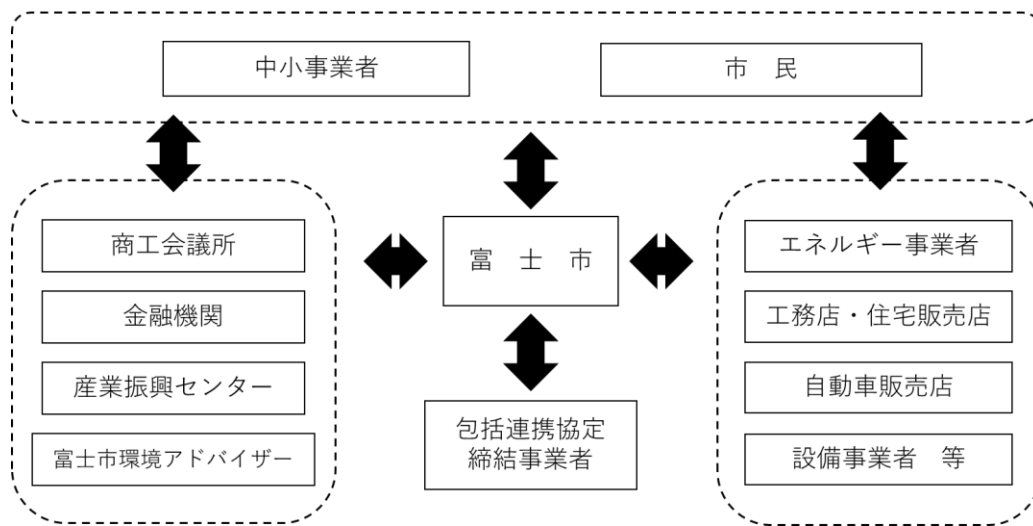 中小事業者
市　民
商工会議所
金融機関
産業振興センター
富士市環境アドバイザー
富　士　市
包括連携協定
締結事業者
エネルギー事業者
工務店・住宅販売店
自動車販売店
設備事業者　等